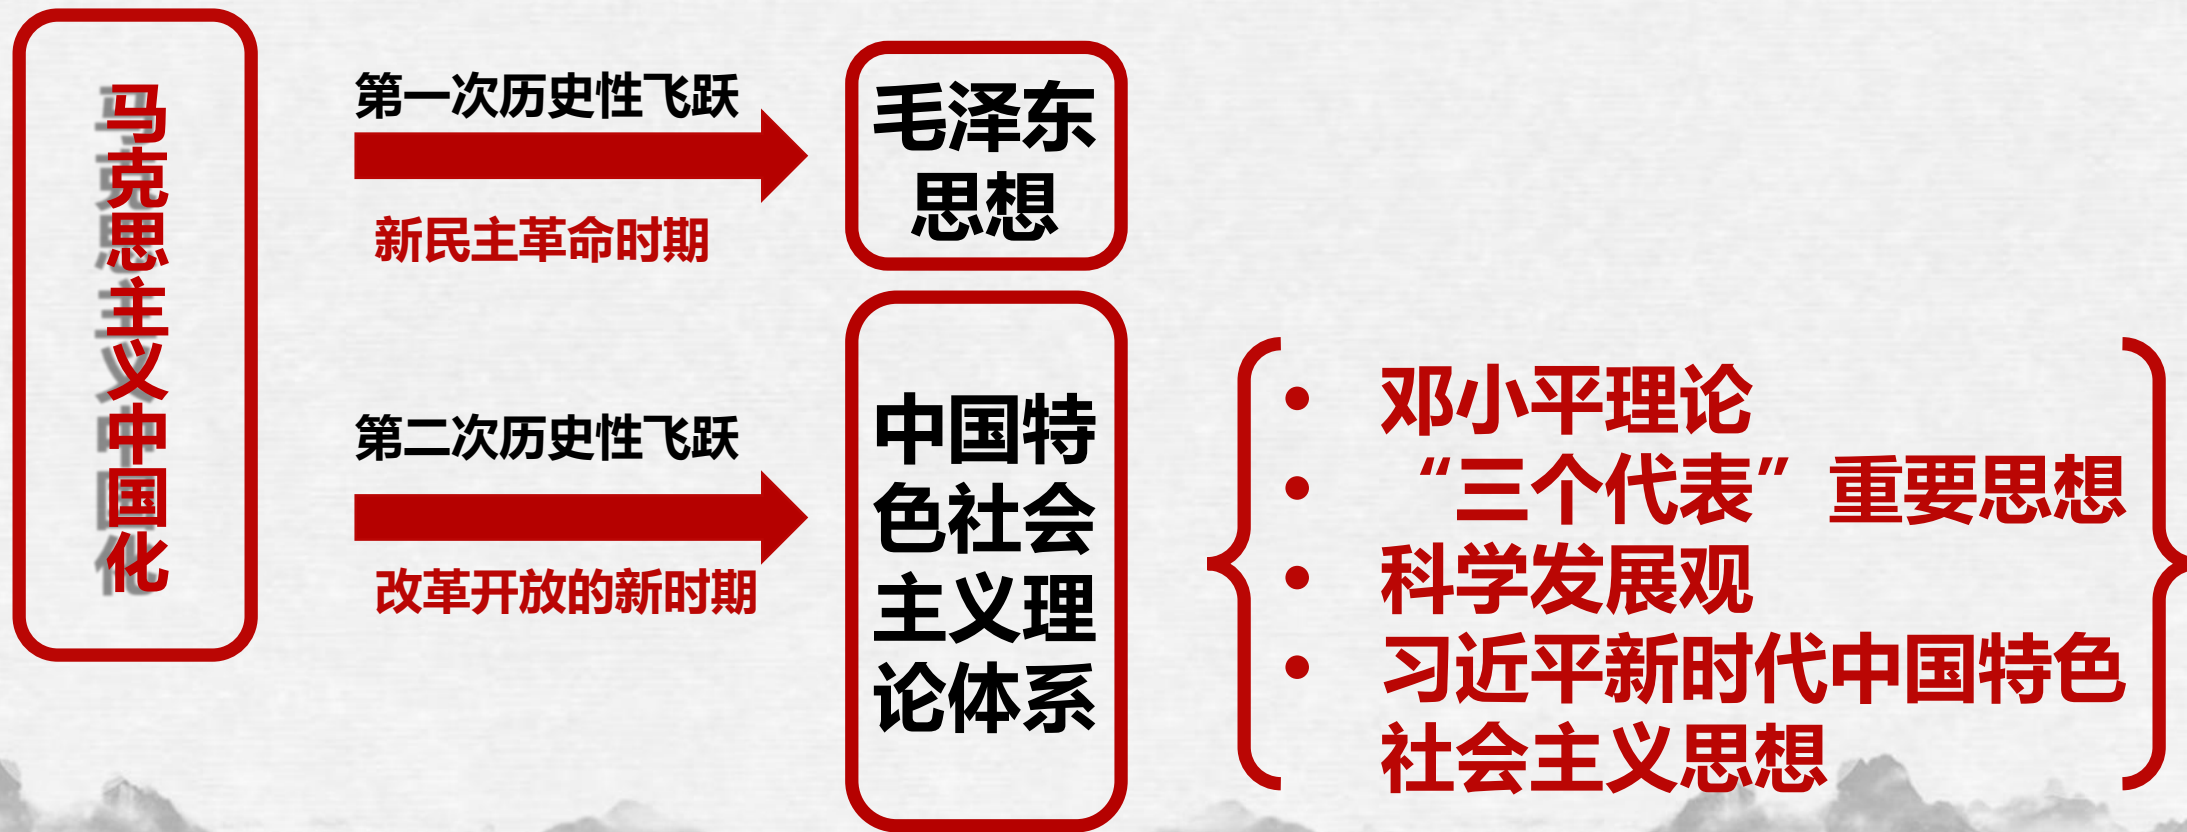 马克思主义中国化
第一次历史性飞跃
新民主革命时期
毛泽东
思想
第二次历史性飞跃
改革开放的新时期
中国特
色社会
主义理
论体系
• 邓小平理论
• “三个代表”重要思想
• 科学发展观
• 习近平新时代中国特色
社会主义思想